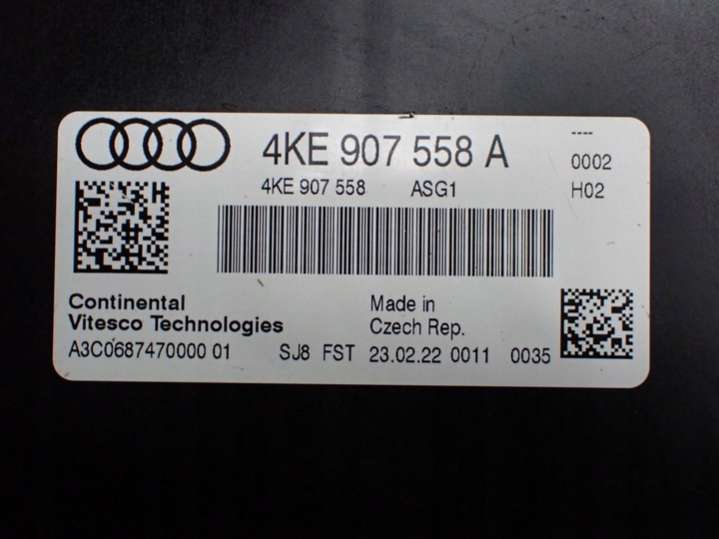 4KE 907 558 A
----
0002
4KE 907 558 ASG1 H02
Continental
Vitesco Technologies
Made in
Czech Rep.
A3C0687470000 01 SJ8 FST 23.02.22 0011 0035